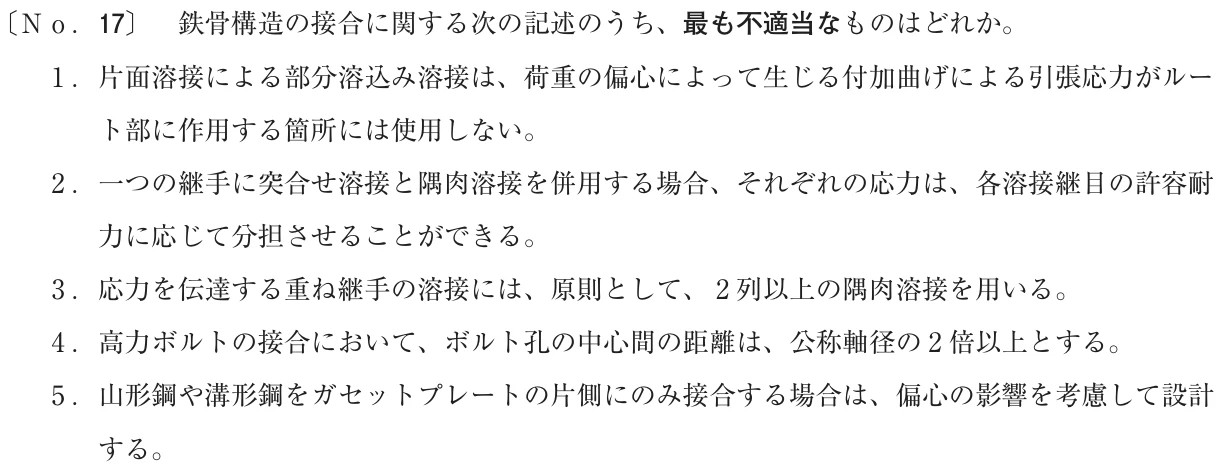 〔Ｎｏ．17〕　鉄骨構造の接合に関する次の記述のうち、最も不適当なものはどれか。
１．片面溶接による部分溶込み溶接は、荷重の偏心によって生じる付加曲げによる引張応力がルー
ト部に作用する箇所には使用しない。
２．一つの継手に突合せ溶接と隅肉溶接を併用する場合、それぞれの応力は、各溶接継目の許容耐
力に応じて分担させることができる。
３．応力を伝達する重ね継手の溶接には、原則として、２列以上の隅肉溶接を用いる。
４．高力ボルトの接合において、ボルト孔の中心間の距離は、公称軸径の２倍以上とする。
５．山形鋼や溝形鋼をガセットプレートの片側にのみ接合する場合は、偏心の影響を考慮して設計
する。